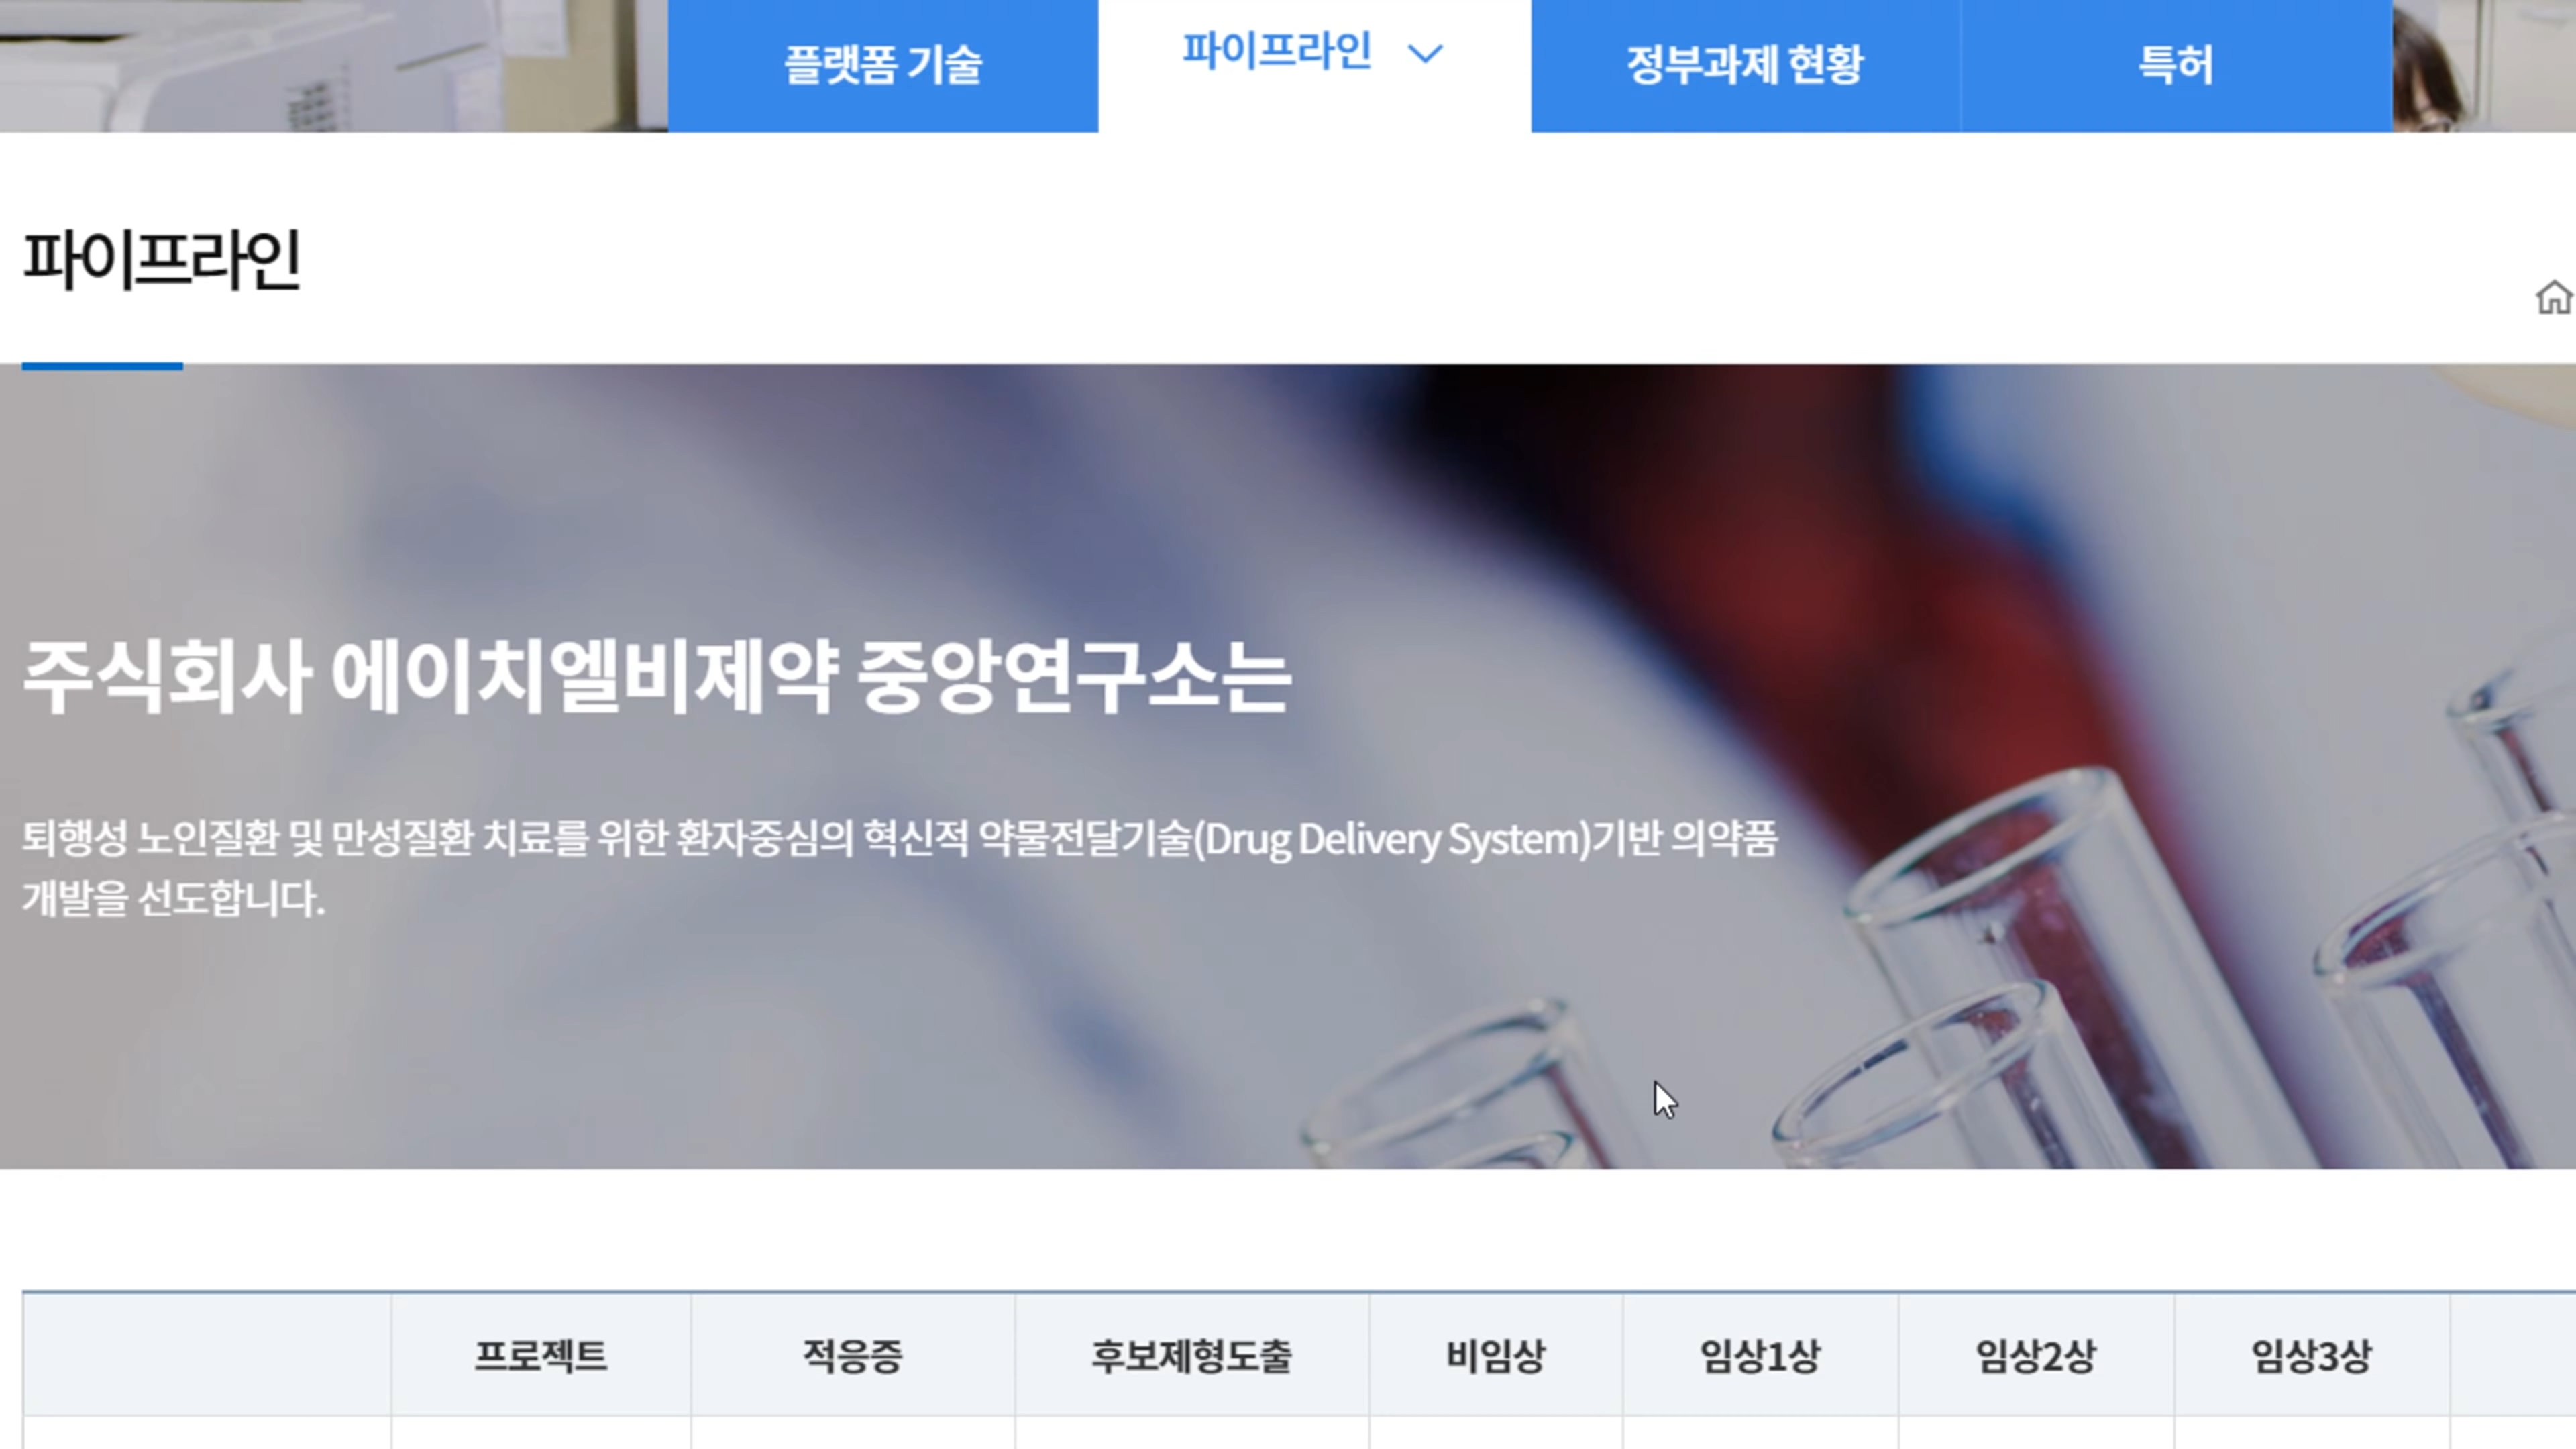 플랫폼 기술
파이프라인
정부과제 현황
특허
파이프라인
주식회사 에이치엘비제약 중앙연구소는
퇴행성 노인질환 및 만성질환 치료를 위한 환자중심의 혁신적 약물전달기술(Drug Delivery System)기반 의약품
개발을 선도합니다.
프로젝트
적응증
후보제형도출
비임상
임상1상
임상2상
임상3상